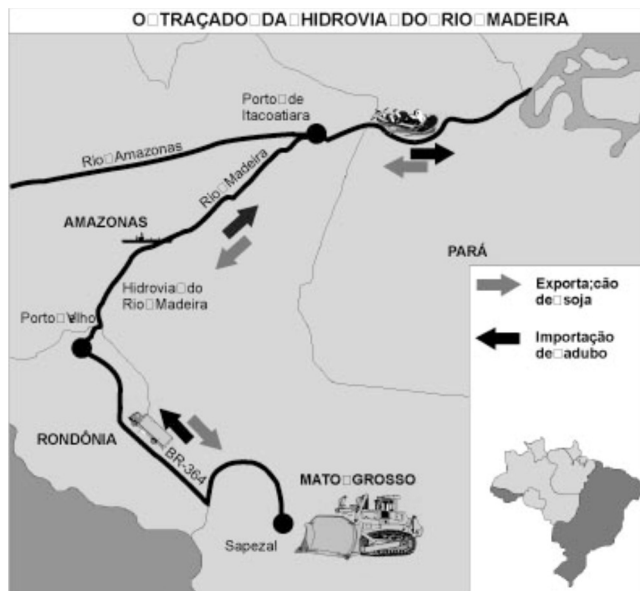 O□TRAÇADO□DA□HIDROVIA□DO□RIO□MADEIRA
Porto□de
Itacoatiara
Rio□Amazonas
Rio□Madeira
AMAZONAS
PARÁ
Hidrovia□do
Rio□Madeira
Porto□Velho
Exporta;cão
de□soja
Importação
de□adubo
RONDÔNIA
BR-364
MATO□GROSSO
Sapezal